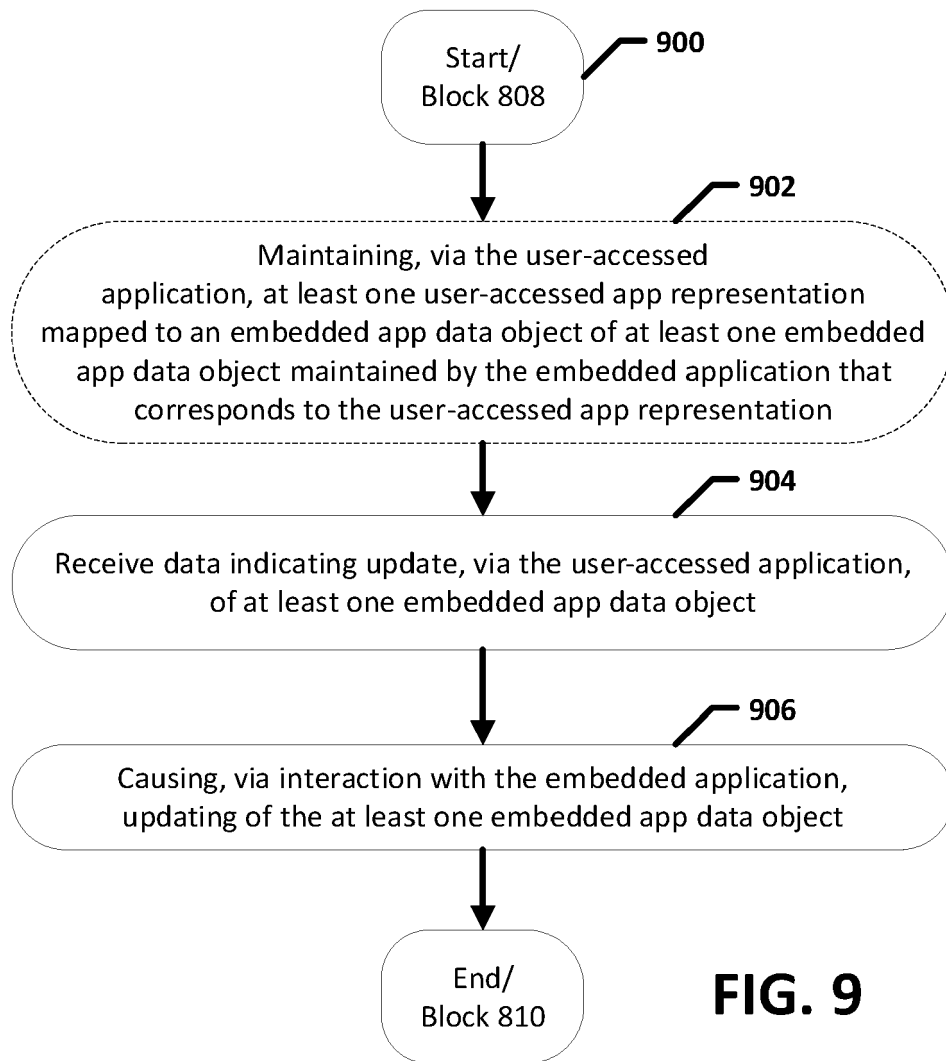 Start/
Block 808
900
902
Maintaining, via the user-accessed
application, at least one user-accessed app representation
mapped to an embedded app data object of at least one embedded
app data object maintained by the embedded application that
corresponds to the user-accessed app representation
904
Receive data indicating update, via the user-accessed application,
of at least one embedded app data object
906
Causing, via interaction with the embedded application,
updating of the at least one embedded app data object
End/
Block 810
FIG. 9